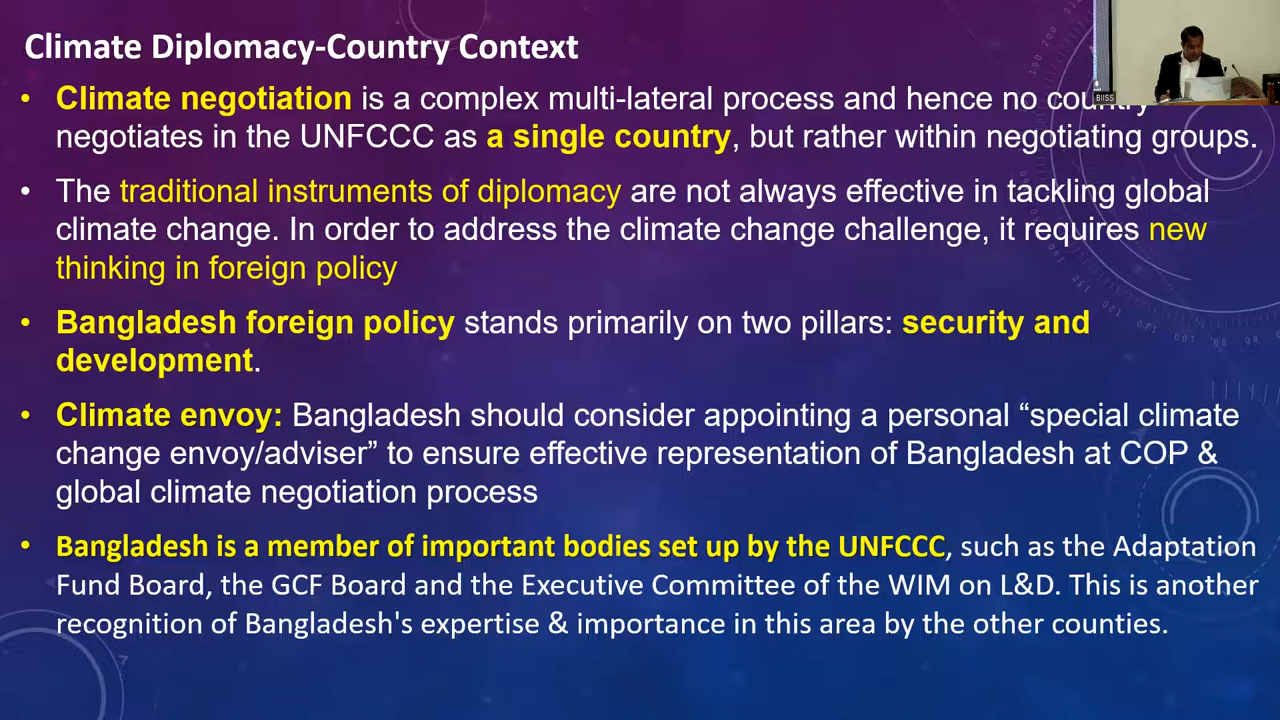 Climate Diplomacy-Country Context
• Climate negotiation is a complex multi-lateral process and hence no country
negotiates in the UNFCCC as a single country, but rather within negotiating groups.
• The traditional instruments of diplomacy are not always effective in tackling global
climate change. In order to address the climate change challenge, it requires new
thinking in foreign policy
• Bangladesh foreign policy stands primarily on two pillars: security and
development.
• Climate envoy: Bangladesh should consider appointing a personal “special climate
change envoy/adviser” to ensure effective representation of Bangladesh at COP &
global climate negotiation process
• Bangladesh is a member of important bodies set up by the UNFCCC, such as the Adaptation
Fund Board, the GCF Board and the Executive Committee of the WIM on L&D. This is another
recognition of Bangladesh's expertise & importance in this area by the other counties.
BIISS